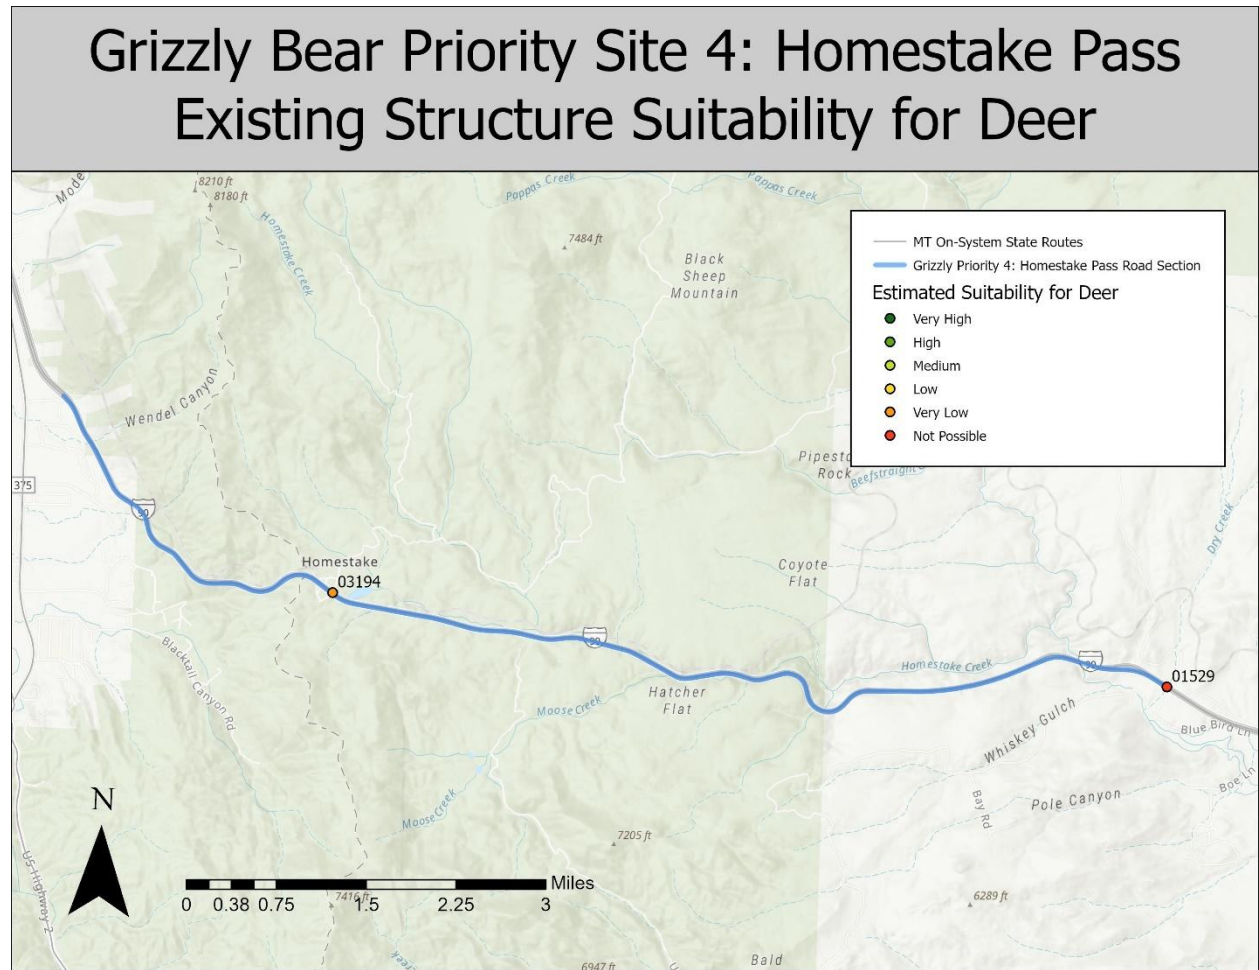 Grizzly Bear Priority Site 4: Homestake Pass
Existing Structure Suitability for Deer
8210 ft
8180 ft
Pappas Creek
Pappas Creek
Homestake Creek
7484 ft
Black
Sheep
Mountain
MT On-System State Routes
Grizzly Priority 4: Homestake Pass Road Section
Estimated Suitability for Deer
Very High
High
Medium
Low
Very Low
Not Possible
Wendel Canyon
Rock
375
90
Dry Creek
Homestake
03194
Coyote
Flat
90
Homestake Creek
90
01529
Blacktail Canyon Rd
Moose Creek
Hatcher
Flat
Whiskey Gulch
Blue Bird Ln
Boe Ln
Bay Rd
Pole Canyon
Moose Creek
7205 ft
N
Miles
0 0.38 0.75 1.5 2.25 3
7416 ft
6289 ft
US Highway 2
Creek
6947 ft
Bald